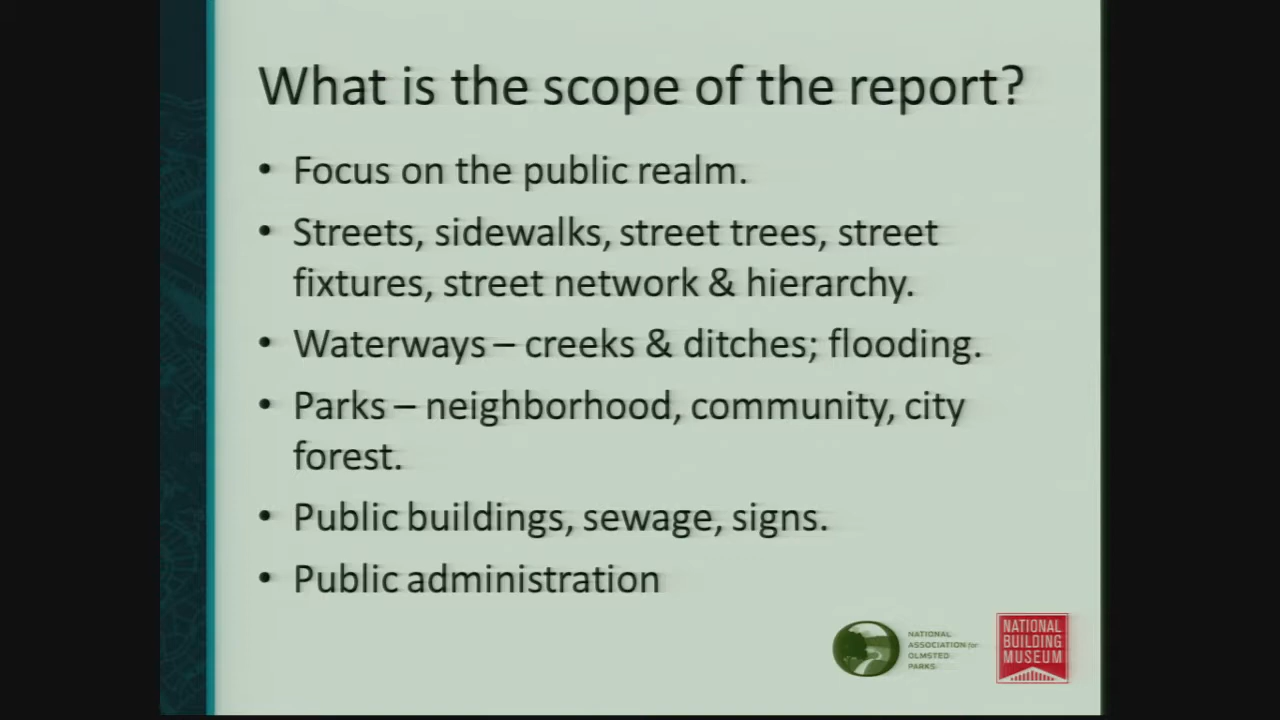 What is the scope of the report?
• Focus on the public realm.
• Streets, sidewalks, street trees, street
fixtures, street network & hierarchy.
• Waterways – creeks & ditches; flooding.
• Parks – neighborhood, community, city
forest.
• Public buildings, sewage, signs.
• Public administration
NATIONAL
ASSOCIATION for
OLMSTED
PARKS
NATIONAL
BUILDING
MUSEUM